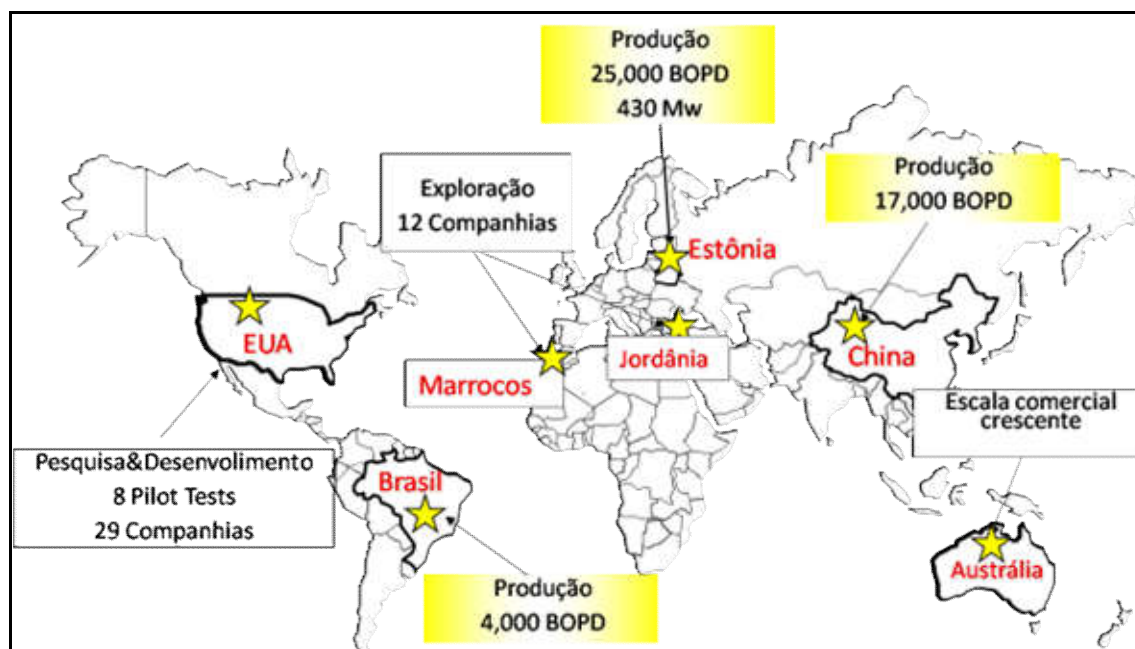 Produção
25,000 BOPD
430 Mw
Produção
17,000 BOPD
Exploração
12 Companhias
Estônia
EUA
Marrocos
Jordânia
China
Escala comercial
crescente
Pesquisa&Desenvolimento
8 Pilot Tests
29 Companhias
Brasil
Austrália
Produção
4,000 BOPD